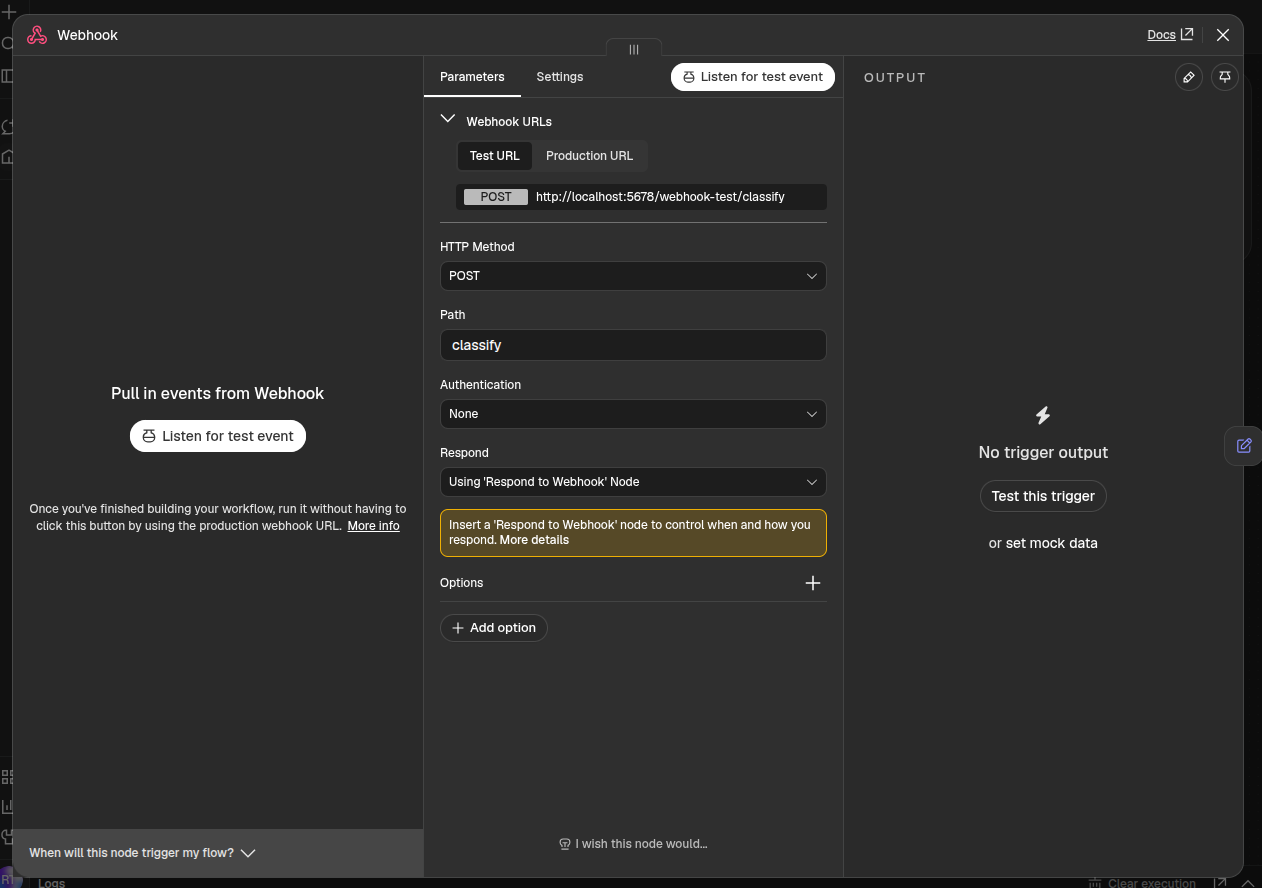 Webhook
Docs
Parameters
Settings
Listen for test event
OUTPUT
Webhook URLs
Test URL
Production URL
POST
http://localhost:5678/webhook-test/classify
HTTP Method
POST
Path
classify
Authentication
None
Respond
Using 'Respond to Webhook' Node
Insert a 'Respond to Webhook' node to control when and how you
respond. More details
Options
Add option
I wish this node would...
Pull in events from Webhook
Listen for test event
Once you've finished building your workflow, run it without having to
click this button by using the production webhook URL. More info
When will this node trigger my flow?
No trigger output
Test this trigger
or set mock data
Logs
Clear execution